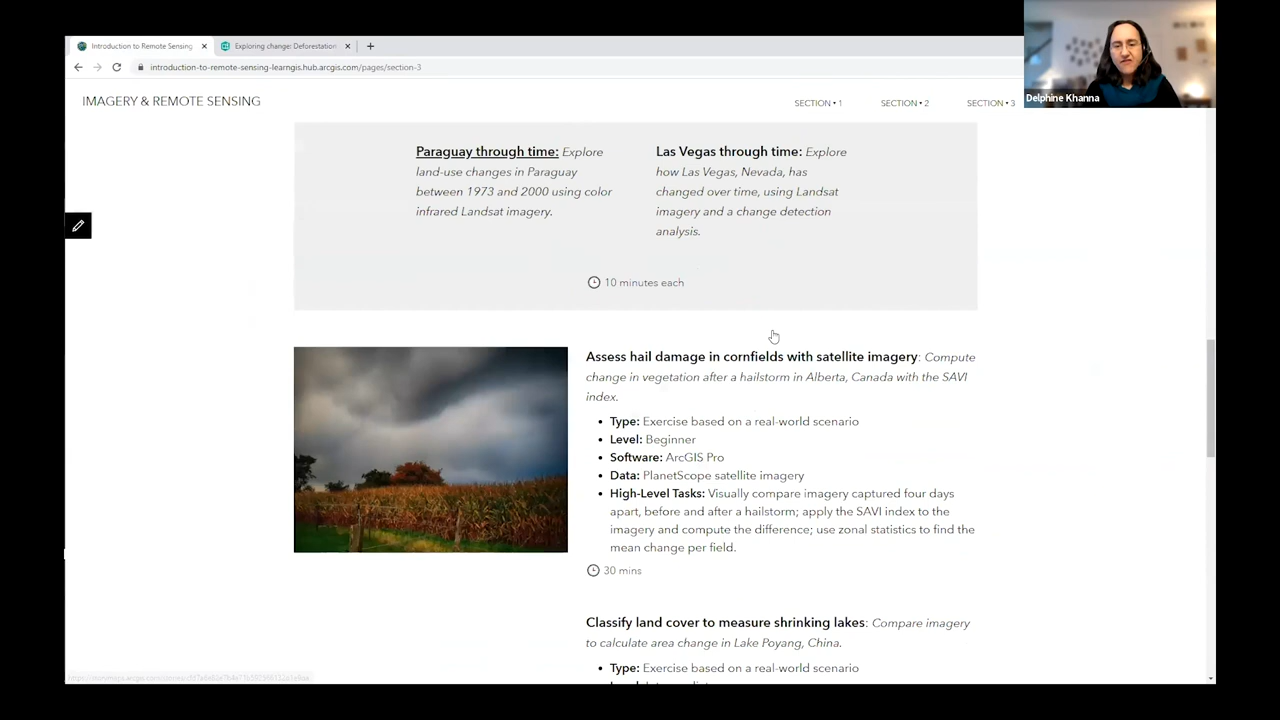 Introduction to Remote Sensing
Exploring change: Deforestation
introduction-to-remote-sensing-learngis.hub.arcgis.com/pages/section-3
Delphine Khanna
IMAGERY & REMOTE SENSING
SECTION • 1
SECTION • 2
SECTION • 3
Paraguay through time: Explore
land-use changes in Paraguay
between 1973 and 2000 using color
infrared Landsat imagery.
Las Vegas through time: Explore
how Las Vegas, Nevada, has
changed over time, using Landsat
imagery and a change detection
analysis.
10 minutes each
Assess hail damage in cornfields with satellite imagery: Compute
change in vegetation after a hailstorm in Alberta, Canada with the SAVI
index.
• Type: Exercise based on a real-world scenario
• Level: Beginner
• Software: ArcGIS Pro
• Data: PlanetScope satellite imagery
• High-Level Tasks: Visually compare imagery captured four days
apart, before and after a hailstorm; apply the SAVI index to the
imagery and compute the difference; use zonal statistics to find the
mean change per field.
30 mins
Classify land cover to measure shrinking lakes: Compare imagery
to calculate area change in Lake Poyang, China.
• Type: Exercise based on a real-world scenario